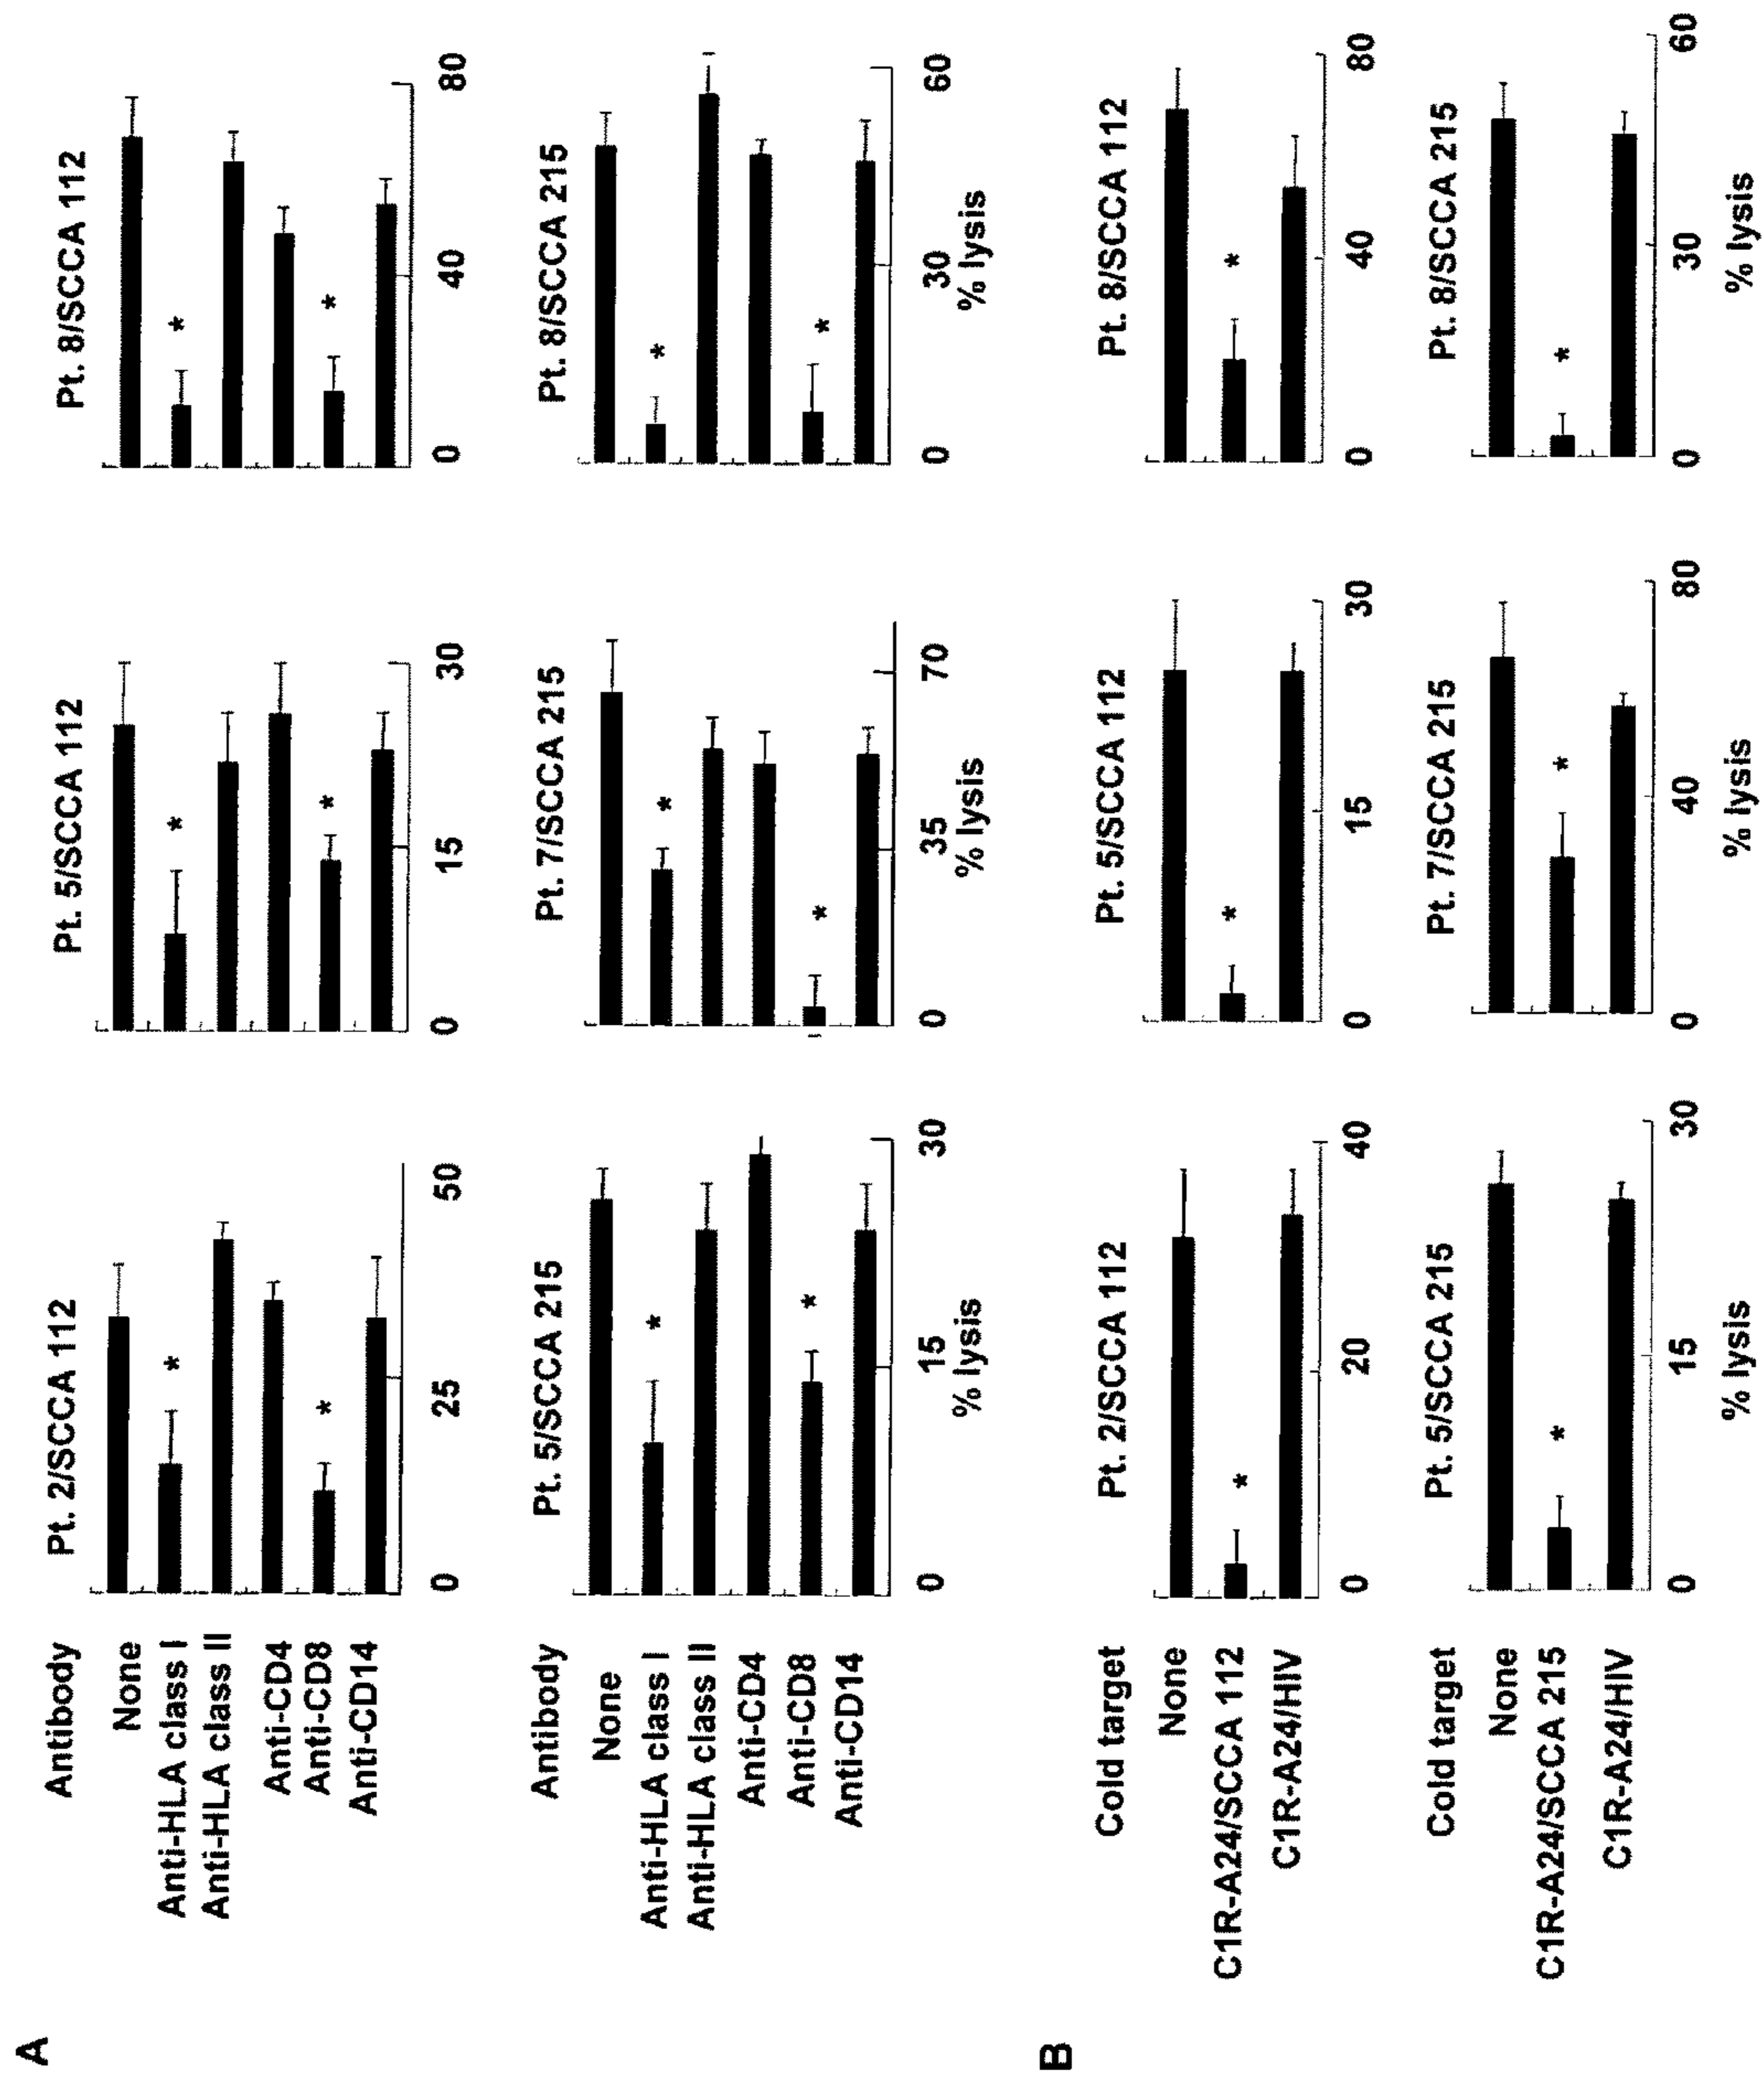 A
Antibody
None
Anti-HLA class I
Anti-HLA class II
Anti-CD4
Anti-CD8
Anti-CD14
Pt. 2/SCCA 112
*
*
0 25 50
Pt. 5/SCCA 112
*
*
0 15 30
Pt. 8/SCCA 112
*
*
0 40 80
Antibody
None
Anti-HLA class I
Anti-HLA class II
Anti-CD4
Anti-CD8
Anti-CD14
Pt. 5/SCCA 215
*
*
0 15 30
% lysis
Pt. 7/SCCA 215
*
*
0 35 70
% lysis
Pt. 8/SCCA 215
*
*
0 30 60
% lysis
B
Cold target
None
C1R-A24/SCCA 112
C1R-A24/HIV
Pt. 2/SCCA 112
*
0 20 40
Pt. 5/SCCA 112
*
0 15 30
Pt. 8/SCCA 112
*
0 40 80
Cold target
None
C1R-A24/SCCA 215
C1R-A24/HIV
Pt. 5/SCCA 215
*
0 15 30
% lysis
Pt. 7/SCCA 215
*
0 40 80
% lysis
Pt. 8/SCCA 215
*
0 30 60
% lysis